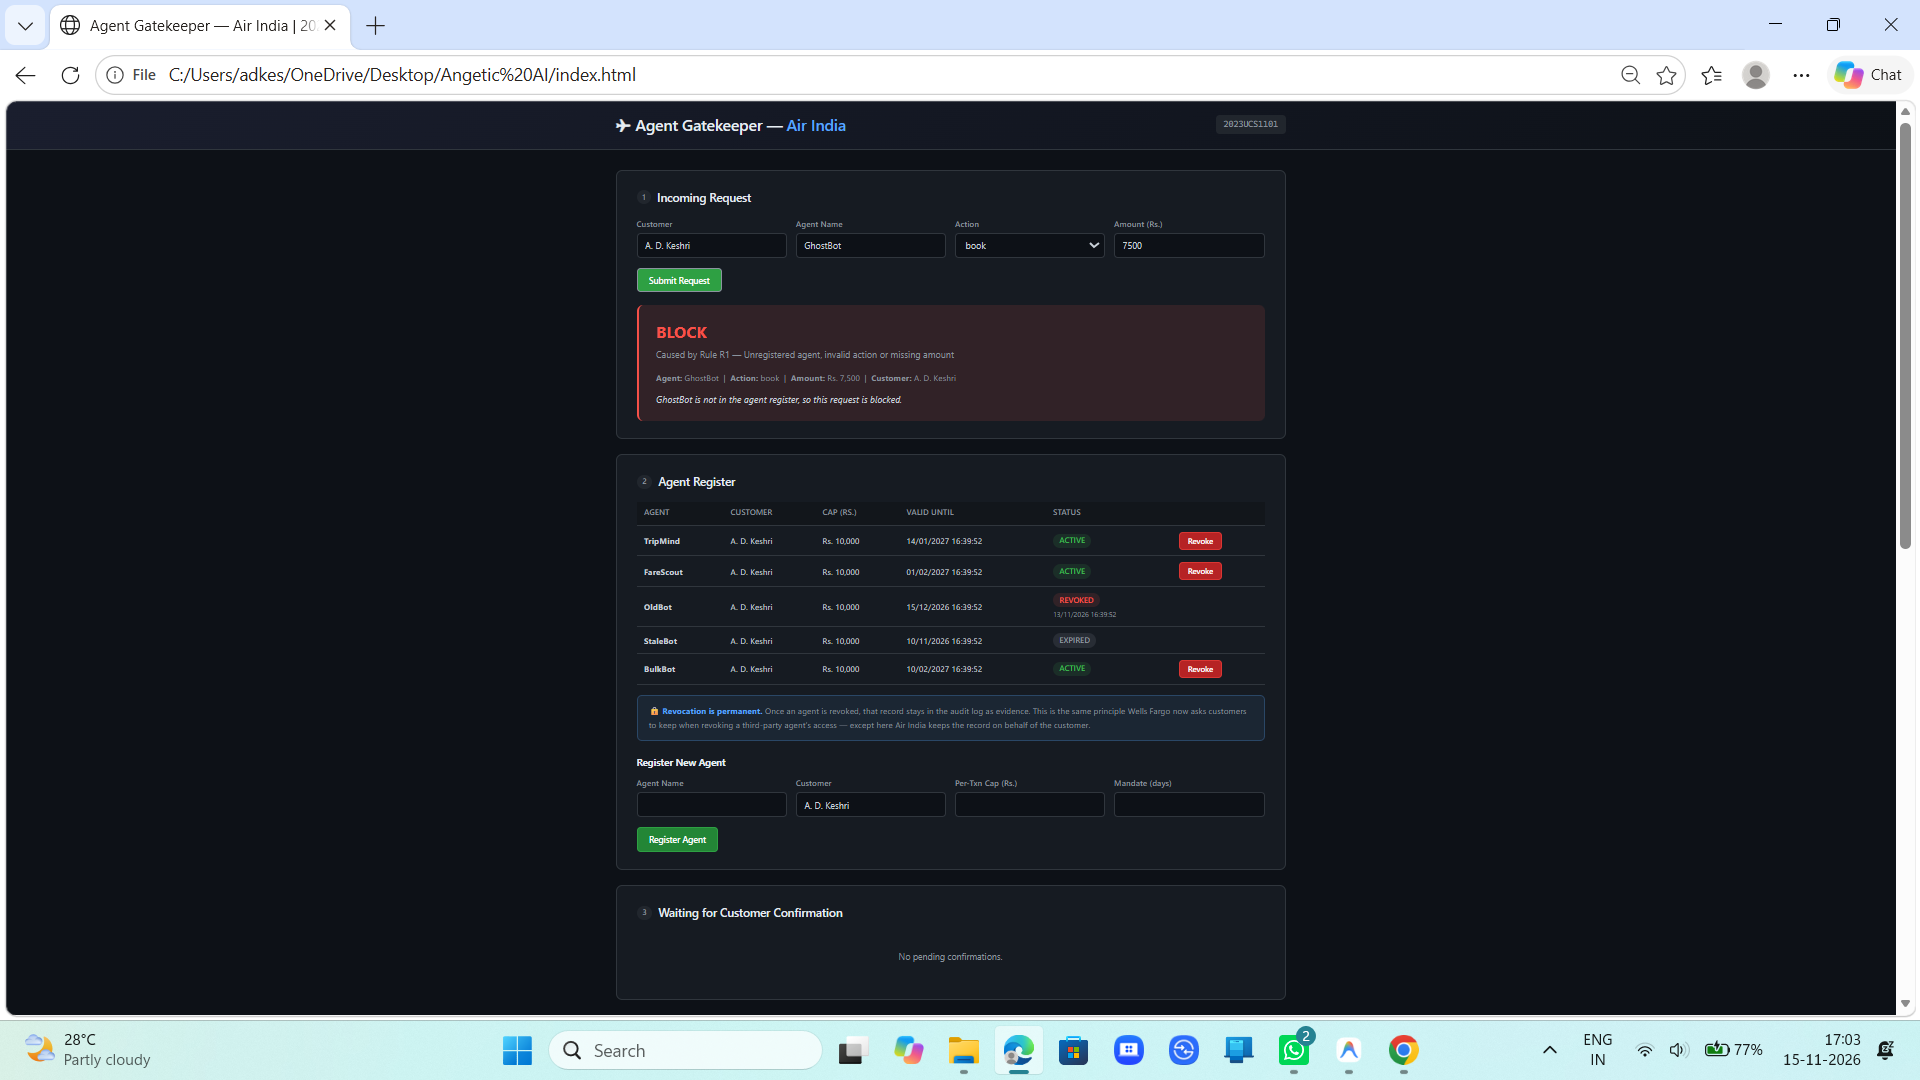 Agent Gatekeeper — Air India | 20
File C:/Users/adkes/OneDrive/Desktop/Angetic%20AI/index.html
Chat
Agent Gatekeeper — Air India
2023UCS1101
1 Incoming Request
Customer Agent Name Action Amount (Rs.)
A. D. Keshri GhostBot book 7500
Submit Request
BLOCK
Caused by Rule R1 — Unregistered agent, invalid action or missing amount
Agent: GhostBot | Action: book | Amount: Rs. 7,500 | Customer: A. D. Keshri
GhostBot is not in the agent register, so this request is blocked.
2 Agent Register
AGENT CUSTOMER CAP (RS.) VALID UNTIL STATUS
TripMind A. D. Keshri Rs. 10,000 14/01/2027 16:39:52 ACTIVE Revoke
FareScout A. D. Keshri Rs. 10,000 01/02/2027 16:39:52 ACTIVE Revoke
OldBot A. D. Keshri Rs. 10,000 15/12/2026 16:39:52 REVOKED
13/11/2026 16:39:52
StaleBot A. D. Keshri Rs. 10,000 10/11/2026 16:39:52 EXPIRED
BulkBot A. D. Keshri Rs. 10,000 10/02/2027 16:39:52 ACTIVE Revoke
Revocation is permanent. Once an agent is revoked, that record stays in the audit log as evidence. This is the same principle Wells Fargo now asks customers
to keep when revoking a third-party agent's access — except here Air India keeps the record on behalf of the customer.
Register New Agent
Agent Name Customer Per-Txn Cap (Rs.) Mandate (days)
A. D. Keshri
Register Agent
3 Waiting for Customer Confirmation
No pending confirmations.
28°C
Partly cloudy
Search
2
ENG
IN
77%
17:03
15-11-2026